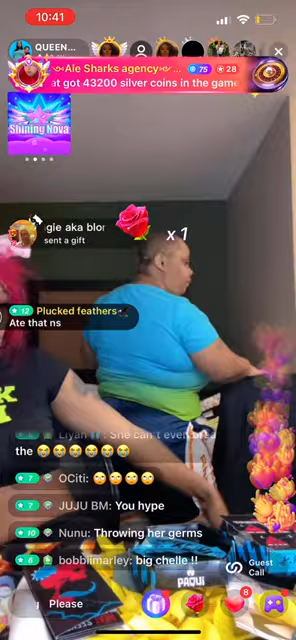 10:41
QUEEN...
Ale Sharks agency
75
28
at got 43200 silver coins in the game
Shining Nova
gie aka blo
sent a gift
x 1
12 Plucked feathers
Ate that ns
Liyah : She can't even
the
7 OCiti:
7 JUJU BM: You hype
10 Nunu: Throwing her germs
6 bobbiimarley: big chelle !!
PAQUI
Guest
Call
Please
8